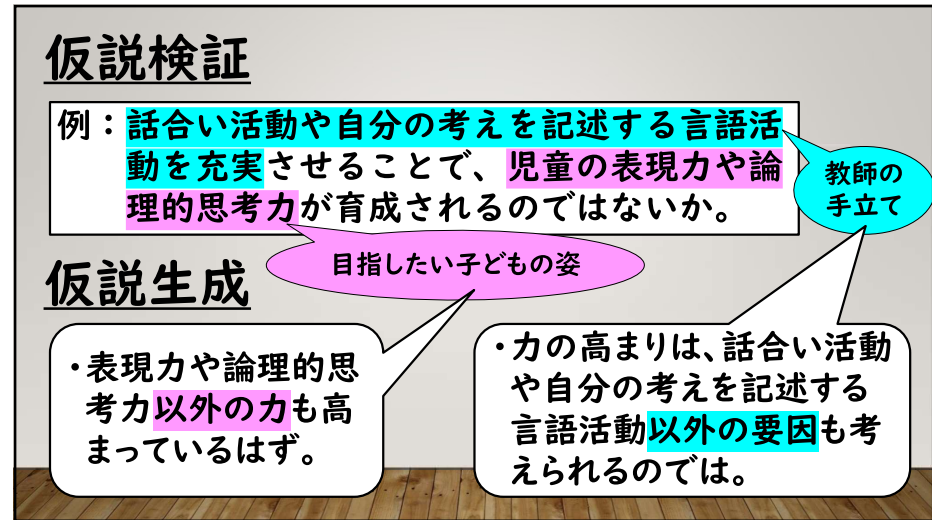 仮説検証
例：話合い活動や自分の考えを記述する言語活
動を充実させることで、児童の表現力や論
理的思考力が育成されるのではないか。
教師の
手立て
目指したい子どもの姿
仮説生成
・表現力や論理的思
考力以外の力も高
まっているはず。
・力の高まりは、話合い活動
や自分の考えを記述する
言語活動以外の要因も考
えられるのでは。